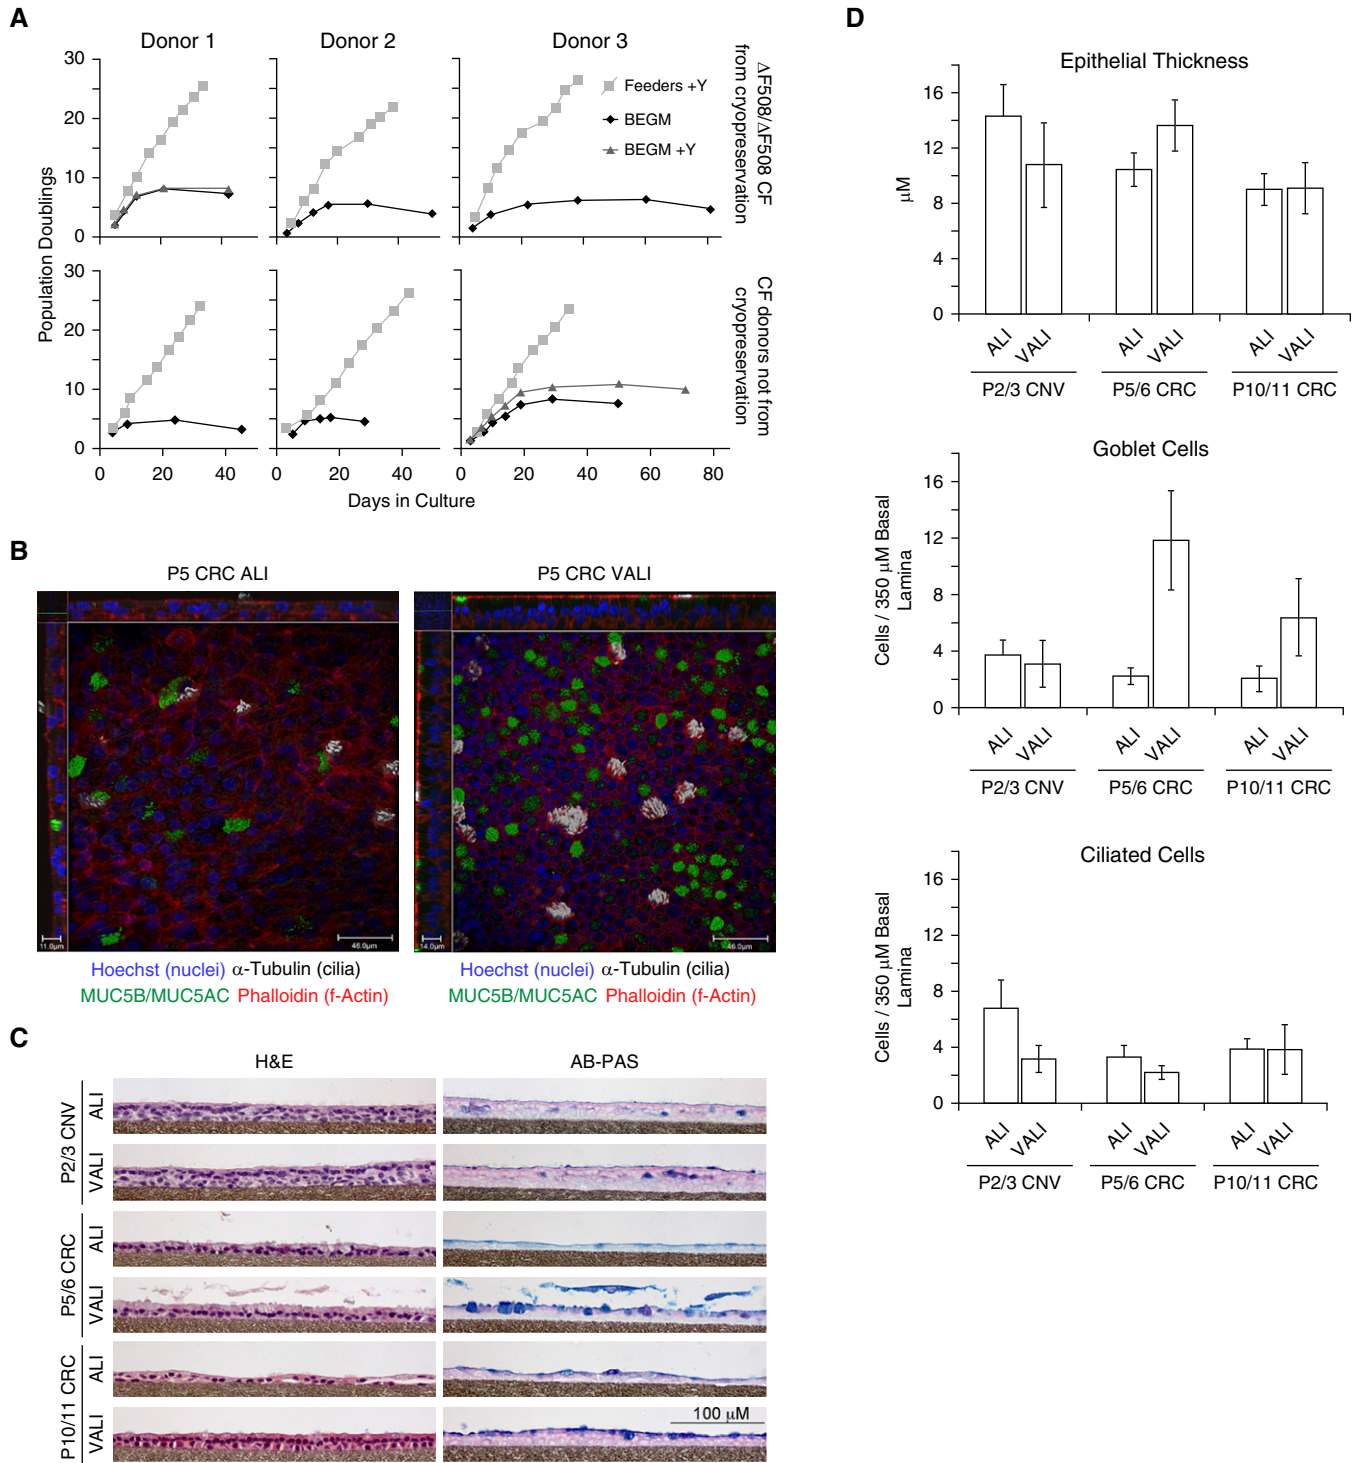 A
Donor 1
Donor 2
Donor 3
30
20
10
0
Feeders +Y
BEGM
BEGM +Y
ΔF508/ΔF508 CF
from cryopreservation
Population Doublings
30
20
10
0
CF donors not from
cryopreservation
0
20
40
0
20
40
0
20
40
60
80
Days in Culture
B
P5 CRC ALI
P5 CRC VALI
11.0µm
46.0µm
14.0µm
46.0µm
Hoechst (nuclei) α-Tubulin (cilia)
MUC5B/MUC5AC Phalloidin (f-Actin)
Hoechst (nuclei) α-Tubulin (cilia)
MUC5B/MUC5AC Phalloidin (f-Actin)
C
H&E
AB-PAS
P2/3 CNV
ALI
VALI
P5/6 CRC
ALI
VALI
P10/11 CRC
ALI
VALI
100 µM
D
Epithelial Thickness
16
12
8
4
0
µM
ALI
VALI
ALI
VALI
ALI
VALI
P2/3 CNV
P5/6 CRC
P10/11 CRC
Goblet Cells
16
12
8
4
0
Cells / 350 µM Basal
Lamina
ALI
VALI
ALI
VALI
ALI
VALI
P2/3 CNV
P5/6 CRC
P10/11 CRC
Ciliated Cells
16
12
8
4
0
Cells / 350 µM Basal
Lamina
ALI
VALI
ALI
VALI
ALI
VALI
P2/3 CNV
P5/6 CRC
P10/11 CRC